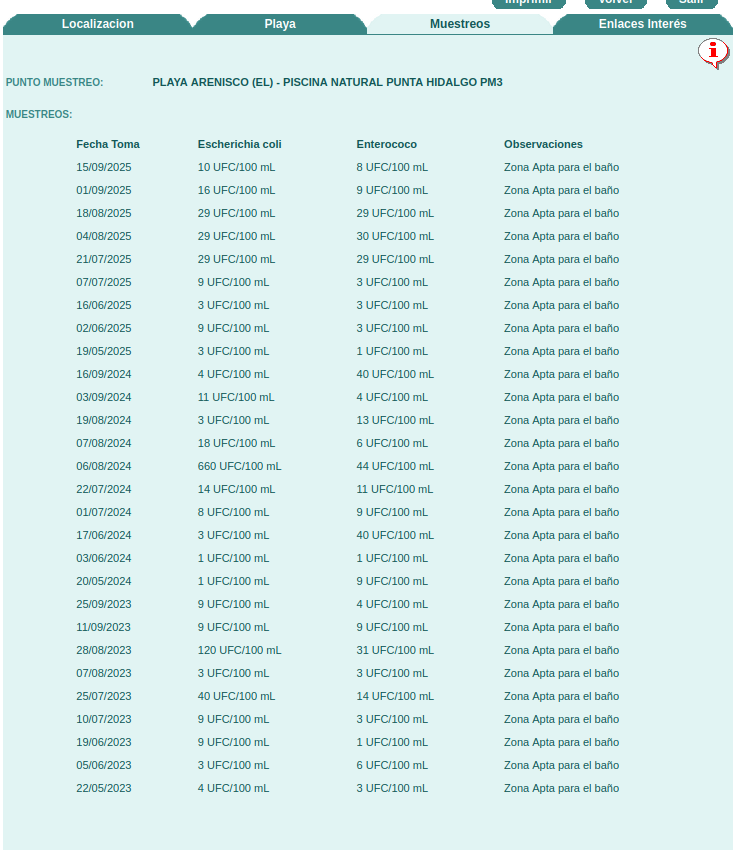 Imprimir Volver Salir
Localizacion Playa Muestreos Enlaces Interés
PUNTO MUESTREO: PLAYA ARENISCO (EL) - PISCINA NATURAL PUNTA HIDALGO PM3
MUESTREOS:
Fecha Toma Escherichia coli Enterococo Observaciones
15/09/2025 10 UFC/100 mL 8 UFC/100 mL Zona Apta para el baño
01/09/2025 16 UFC/100 mL 9 UFC/100 mL Zona Apta para el baño
18/08/2025 29 UFC/100 mL 29 UFC/100 mL Zona Apta para el baño
04/08/2025 29 UFC/100 mL 30 UFC/100 mL Zona Apta para el baño
21/07/2025 29 UFC/100 mL 29 UFC/100 mL Zona Apta para el baño
07/07/2025 9 UFC/100 mL 3 UFC/100 mL Zona Apta para el baño
16/06/2025 3 UFC/100 mL 3 UFC/100 mL Zona Apta para el baño
02/06/2025 9 UFC/100 mL 3 UFC/100 mL Zona Apta para el baño
19/05/2025 3 UFC/100 mL 1 UFC/100 mL Zona Apta para el baño
16/09/2024 4 UFC/100 mL 40 UFC/100 mL Zona Apta para el baño
03/09/2024 11 UFC/100 mL 4 UFC/100 mL Zona Apta para el baño
19/08/2024 3 UFC/100 mL 13 UFC/100 mL Zona Apta para el baño
07/08/2024 18 UFC/100 mL 6 UFC/100 mL Zona Apta para el baño
06/08/2024 660 UFC/100 mL 44 UFC/100 mL Zona Apta para el baño
22/07/2024 14 UFC/100 mL 11 UFC/100 mL Zona Apta para el baño
01/07/2024 8 UFC/100 mL 9 UFC/100 mL Zona Apta para el baño
17/06/2024 3 UFC/100 mL 40 UFC/100 mL Zona Apta para el baño
03/06/2024 1 UFC/100 mL 1 UFC/100 mL Zona Apta para el baño
20/05/2024 1 UFC/100 mL 9 UFC/100 mL Zona Apta para el baño
25/09/2023 9 UFC/100 mL 4 UFC/100 mL Zona Apta para el baño
11/09/2023 9 UFC/100 mL 9 UFC/100 mL Zona Apta para el baño
28/08/2023 120 UFC/100 mL 31 UFC/100 mL Zona Apta para el baño
07/08/2023 3 UFC/100 mL 3 UFC/100 mL Zona Apta para el baño
25/07/2023 40 UFC/100 mL 14 UFC/100 mL Zona Apta para el baño
10/07/2023 9 UFC/100 mL 3 UFC/100 mL Zona Apta para el baño
19/06/2023 9 UFC/100 mL 1 UFC/100 mL Zona Apta para el baño
05/06/2023 3 UFC/100 mL 6 UFC/100 mL Zona Apta para el baño
22/05/2023 4 UFC/100 mL 3 UFC/100 mL Zona Apta para el baño